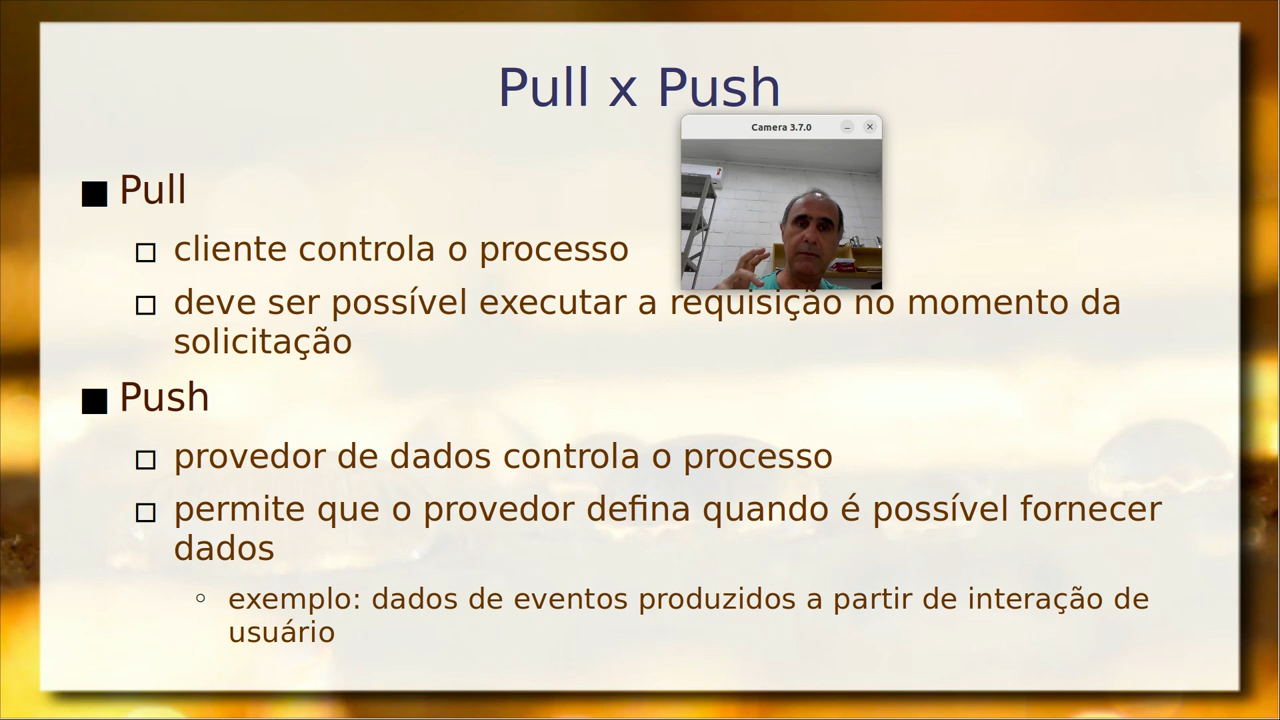 Pull x Push
Camera 3.7.0
Pull
cliente controla o processo
deve ser possível executar a requisição no momento da
solicitação
Push
provedor de dados controla o processo
permite que o provedor defina quando é possível fornecer
dados
exemplo: dados de eventos produzidos a partir de interação de
usuário